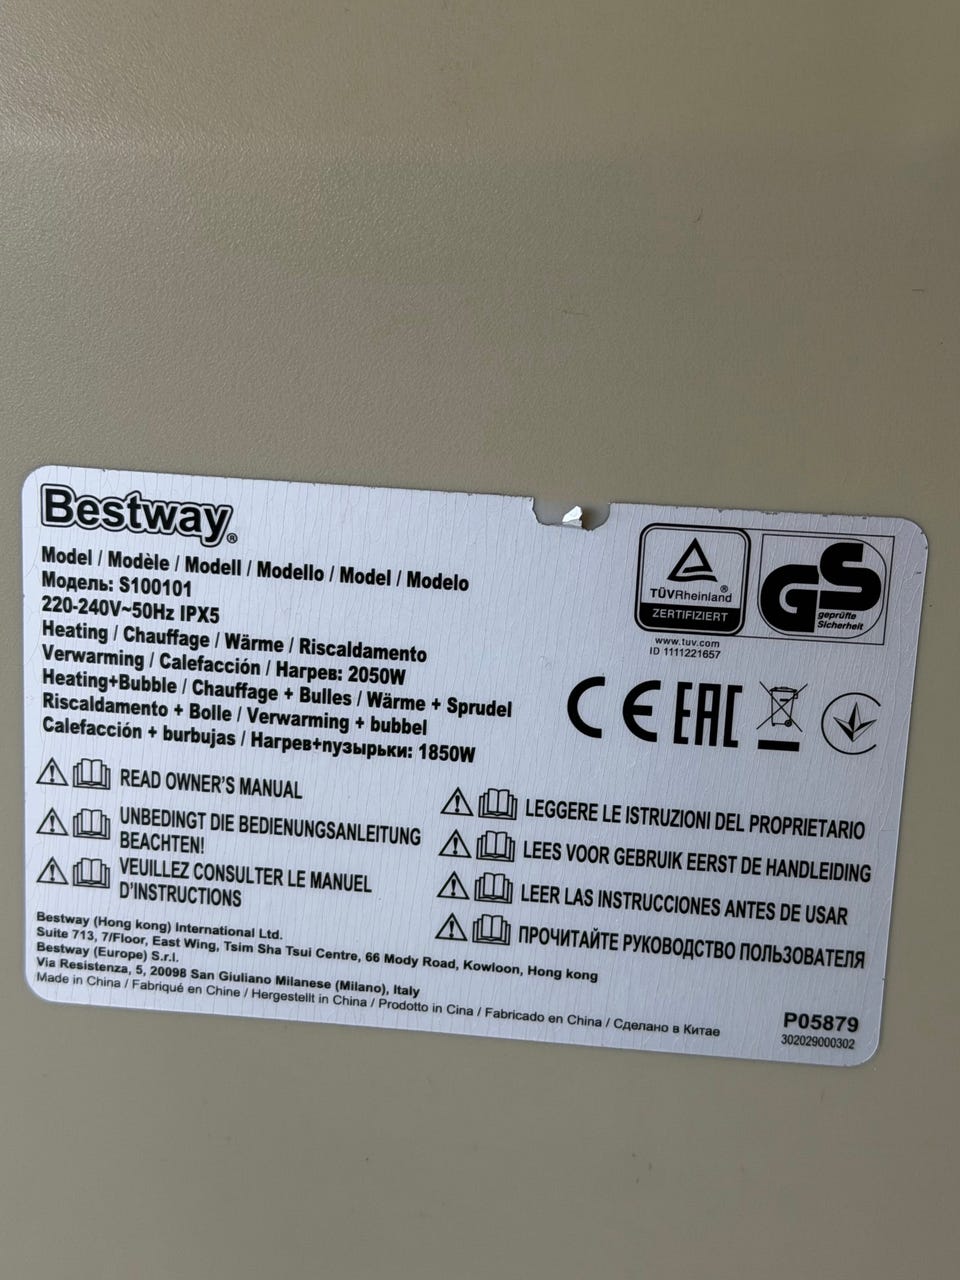 Bestway®
Model / Modèle / Modell / Modello / Model / Modelo
Модель: S100101
220-240V~50Hz IPX5
Heating / Chauffage / Wärme / Riscaldamento
Verwarming / Calefacción / Нагрев: 2050W
Heating+Bubble / Chauffage + Bulles / Wärme + Sprudel
Riscaldamento + Bolle / Verwarming + bubbel
Calefacción + burbujas / Нагрев+пузырьки: 1850W
TÜVRheinland®
ZERTIFIZIERT
www.tuv.com
ID 1111221657
GS
geprüfte
Sicherheit
CE EAC
READ OWNER'S MANUAL
UNBEDINGT DIE BEDIENUNGSANLEITUNG
BEACHTEN!
VEUILLEZ CONSULTER LE MANUEL
D'INSTRUCTIONS
LEGGERE LE ISTRUZIONI DEL PROPRIETARIO
LEES VOOR GEBRUIK EERST DE HANDLEIDING
LEER LAS INSTRUCCIONES ANTES DE USAR
ПРОЧИТАЙТЕ РУКОВОДСТВО ПОЛЬЗОВАТЕЛЯ
Bestway (Hong kong) International Ltd.
Suite 713, 7/Floor, East Wing, Tsim Sha Tsui Centre, 66 Mody Road, Kowloon, Hong kong
Bestway (Europe) S.r.l.
Via Resistenza, 5, 20098 San Giuliano Milanese (Milano), Italy
Made in China / Fabriqué en Chine / Hergestellt in China / Prodotto in Cina / Fabricado en China / Сделано в Китае
P05879
302029000302